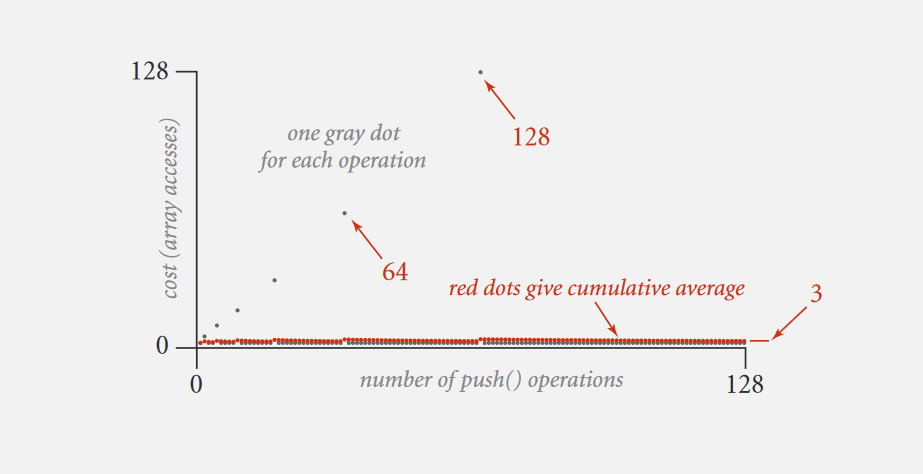 128
128
one gray dot
for each operation
cost (array accesses)
64
red dots give cumulative average
3
0
0
number of push() operations
128